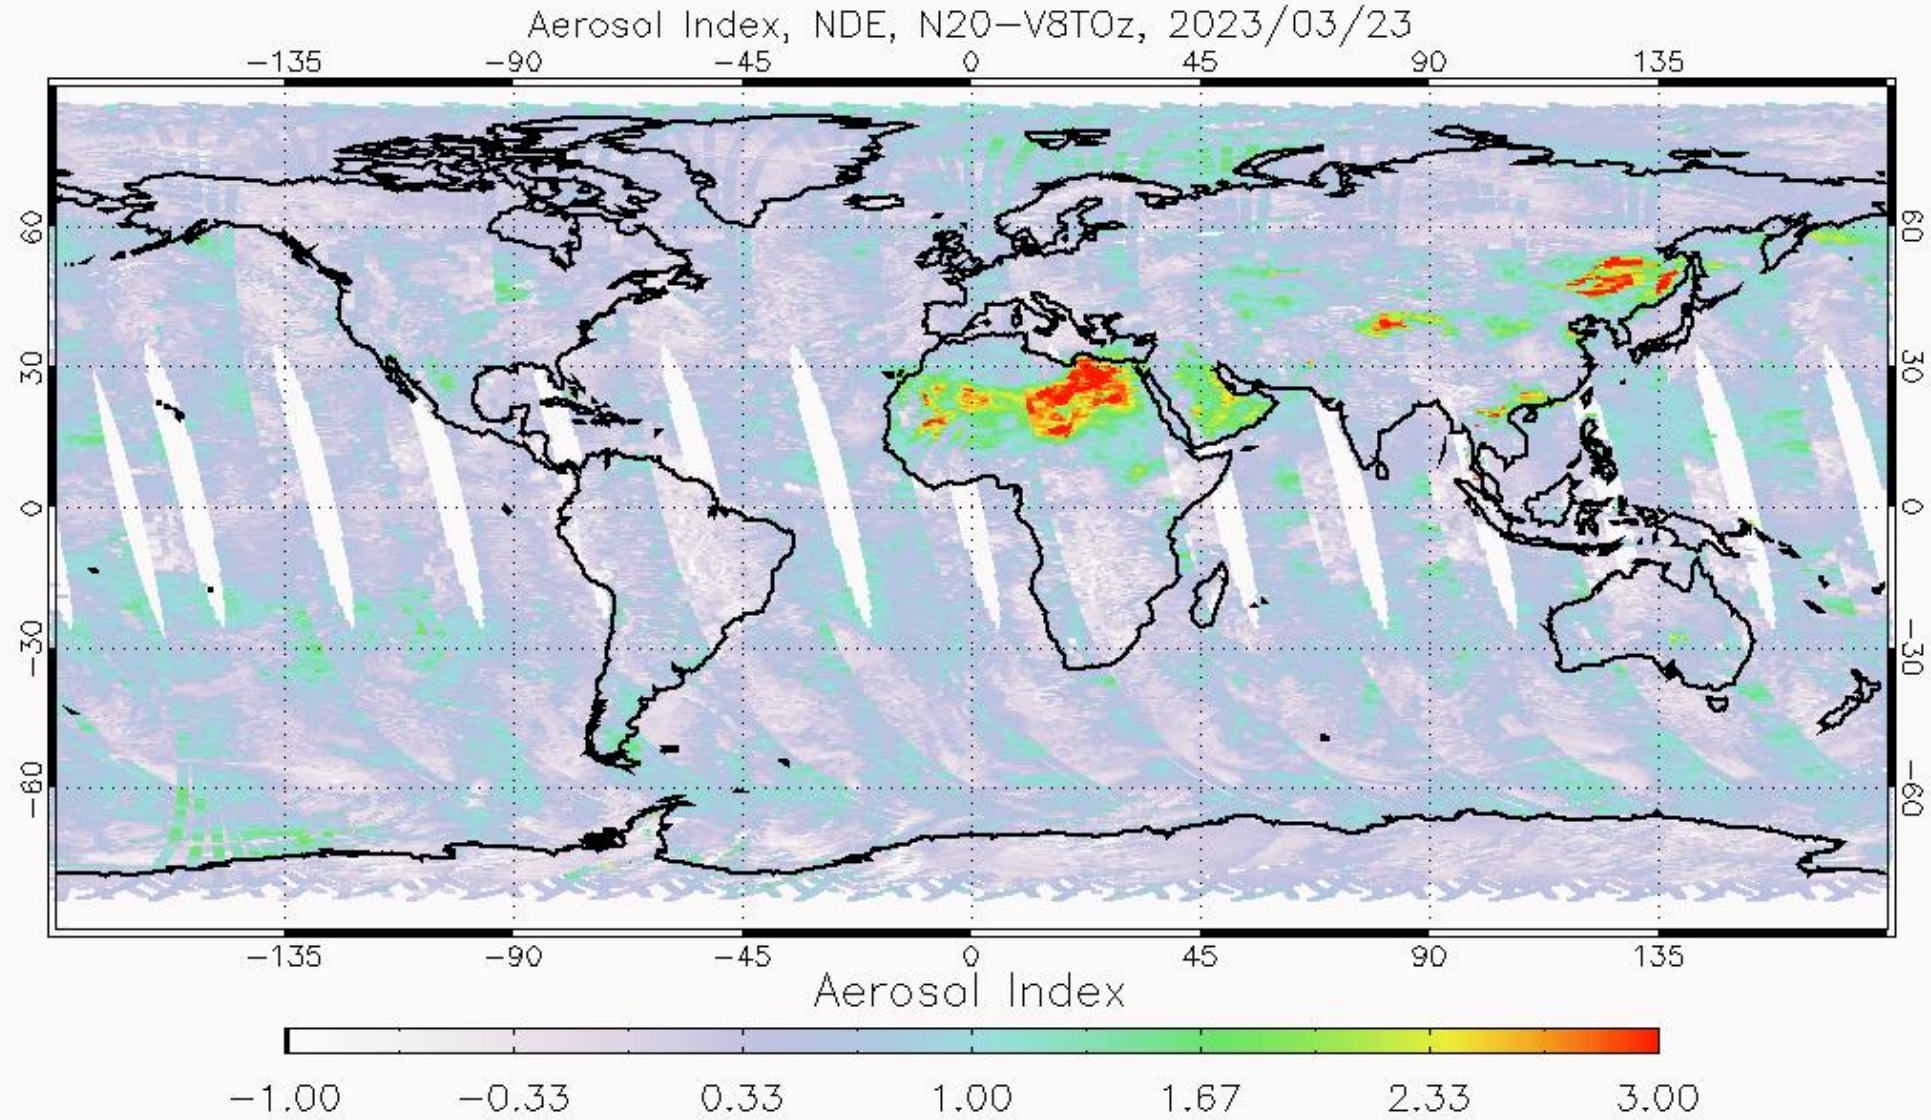 Aerosol Index, NDE, N20-V8TOz, 2023/03/23
-135 -90 -45 0 45 90 135
60 60
30 30
0 0
-30 -30
-60 -60
-135 -90 -45 0 45 90 135
Aerosol Index
-1.00 -0.33 0.33 1.00 1.67 2.33 3.00